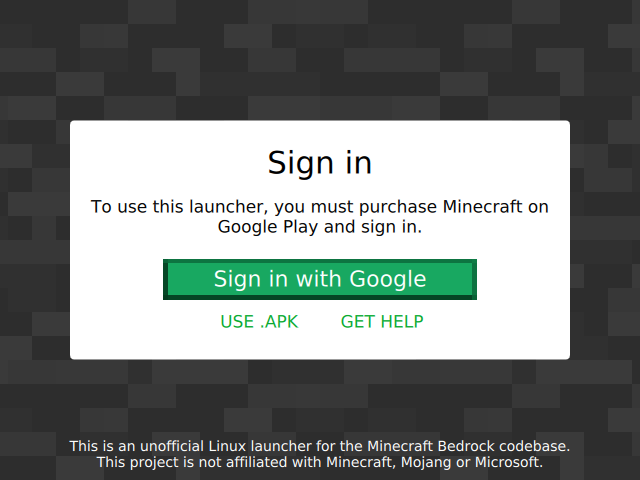 Sign in
To use this launcher, you must purchase Minecraft on
Google Play and sign in.
Sign in with Google
USE .APK GET HELP
This is an unofficial Linux launcher for the Minecraft Bedrock codebase.
This project is not affiliated with Minecraft, Mojang or Microsoft.